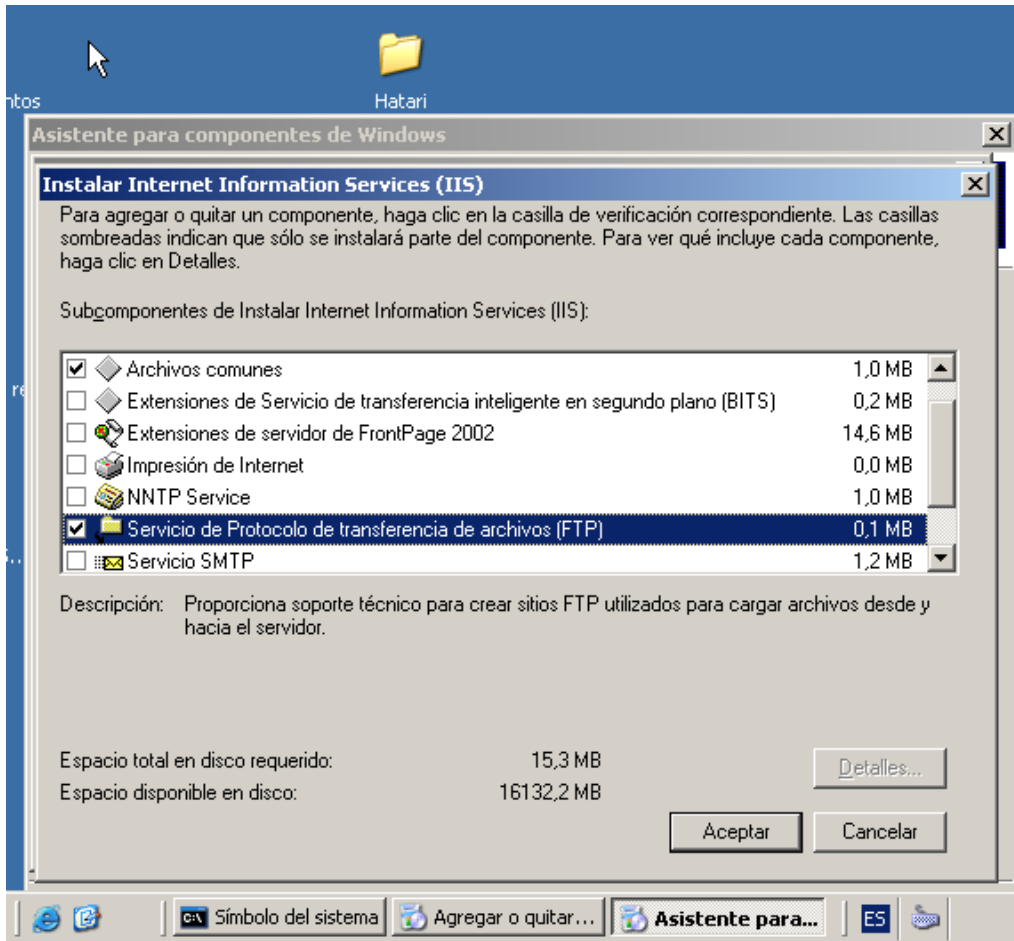 ntos
Hatari
Asistente para componentes de Windows
Instalar Internet Information Services (IIS)
Para agregar o quitar un componente, haga clic en la casilla de verificación correspondiente. Las casillas
sombreadas indican que sólo se instalará parte del componente. Para ver qué incluye cada componente,
haga clic en Detalles.
Subcomponentes de Instalar Internet Information Services (IIS):
Archivos comunes 1,0 MB
re
Extensiones de Servicio de transferencia inteligente en segundo plano (BITS) 0,2 MB
Extensiones de servidor de FrontPage 2002 14,6 MB
Impresión de Internet 0,0 MB
NNTP Service 1,0 MB
Servicio de Protocolo de transferencia de archivos (FTP) 0,1 MB
Servicio SMTP 1,2 MB
Descripción: Proporciona soporte técnico para crear sitios FTP utilizados para cargar archivos desde y
hacia el servidor.
Espacio total en disco requerido: 15,3 MB
Detalles...
Espacio disponible en disco: 16132,2 MB
Aceptar Cancelar
Símbolo del sistema Agregar o quitar... Asistente para... ES